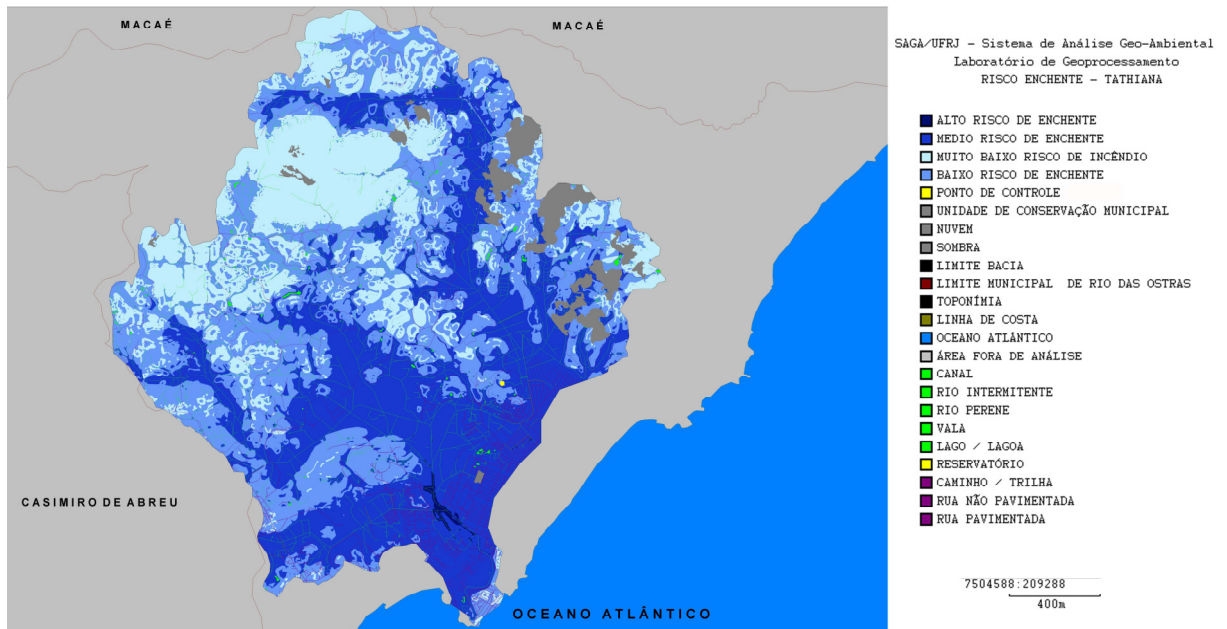 MACAÉ
MACAÉ
CASIMIRO DE ABREU
OCEANO ATLÂNTICO
SAGA/UFRJ - Sistema de Análise Geo-Ambiental
Laboratório de Geoprocessamento
RISCO ENCHENTE - TATHIANA
ALTO RISCO DE ENCHENTE
MEDIO RISCO DE ENCHENTE
MUITO BAIXO RISCO DE INCÊNDIO
BAIXO RISCO DE ENCHENTE
PONTO DE CONTROLE
UNIDADE DE CONSERVAÇÃO MUNICIPAL
NUVEM
SOMBRA
LIMITE BACIA
LIMITE MUNICIPAL DE RIO DAS OSTRAS
TOPONÍMIA
LINHA DE COSTA
OCEANO ATLÂNTICO
ÁREA FORA DE ANÁLISE
CANAL
RIO INTERMITENTE
RIO PERENE
VALA
LAGO / LAGOA
RESERVATÓRIO
CAMINHO / TRILHA
RUA NÃO PAVIMENTADA
RUA PAVIMENTADA
7504588:209288
400m